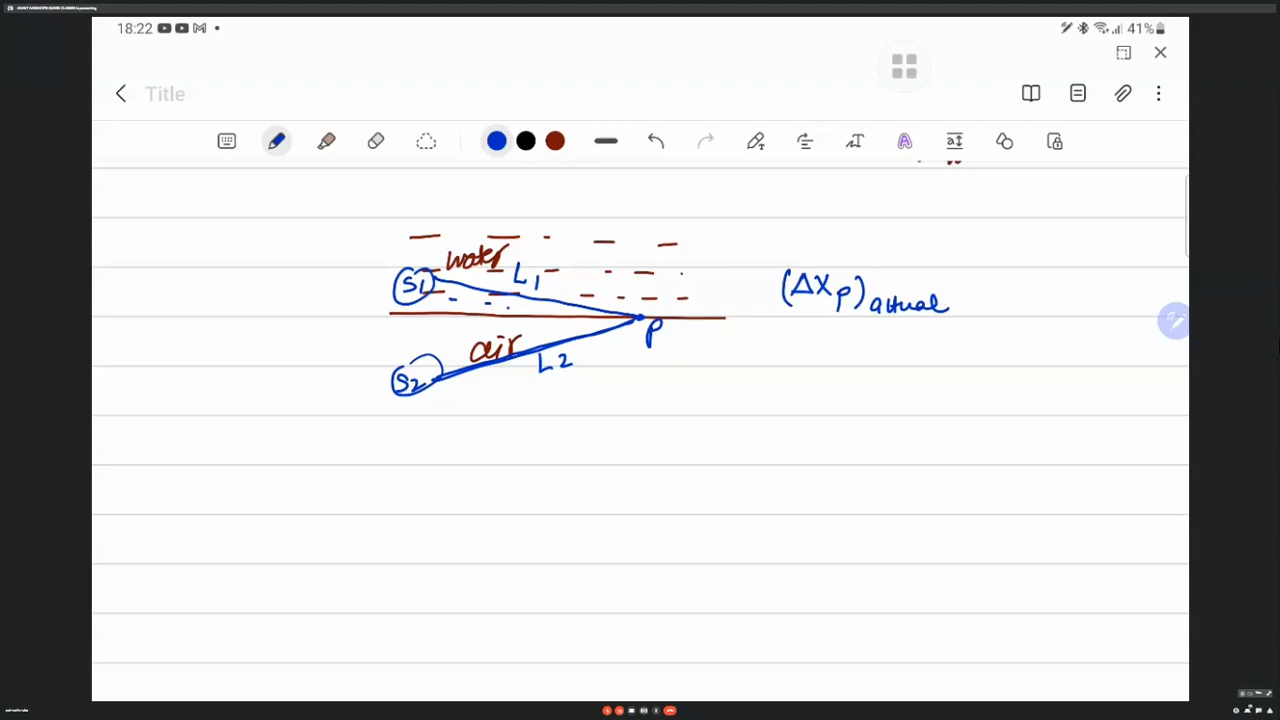 18:22
41%
Title
water
S1
L1
(ΔXp)actual
air
P
S2
L2